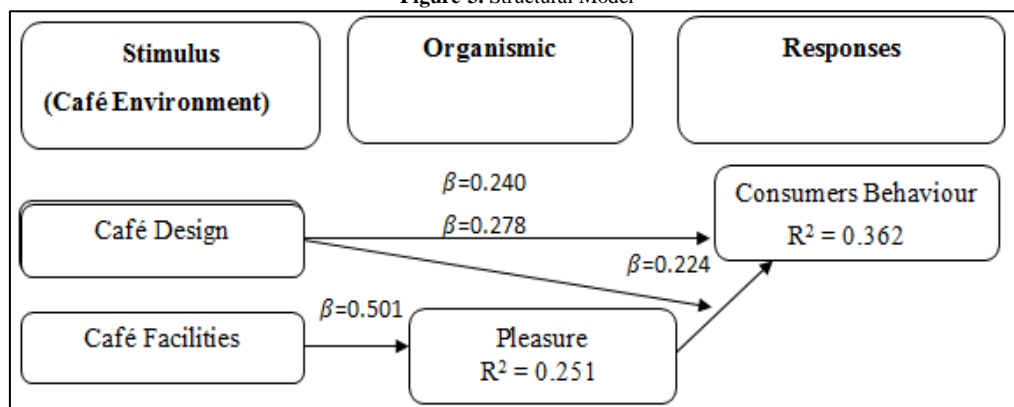 Figure 3. Structural Model
Stimulus
(Café Environment)
Organismic
Responses
β=0.240
Consumers Behaviour
R² = 0.362
Café Design
β=0.278
β=0.224
Café Facilities
β=0.501
Pleasure
R² = 0.251